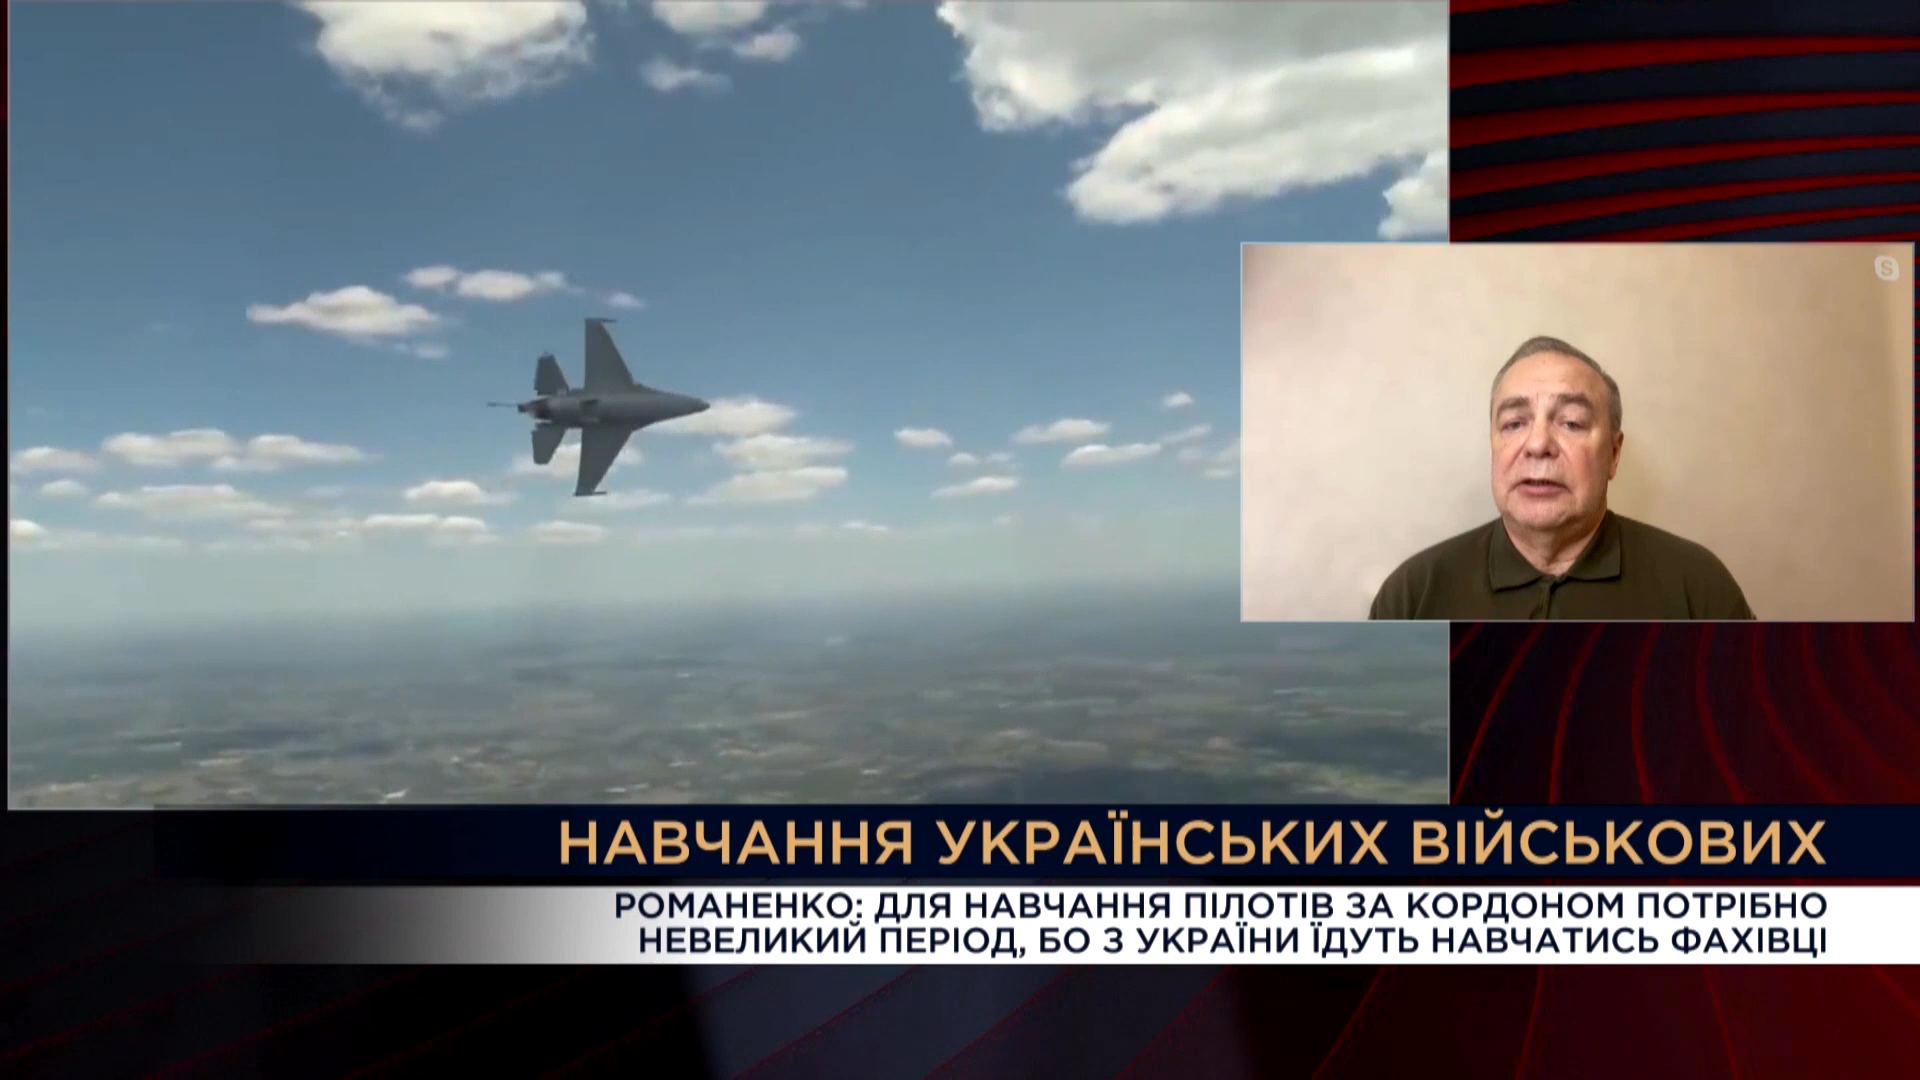 НАВЧАННЯ УКРАЇНСЬКИХ ВІЙСЬКОВИХ
РОМАНЕНКО: ДЛЯ НАВЧАННЯ ПІЛОТІВ ЗА КОРДОНОМ ПОТРІБНО
НЕВЕЛИКИЙ ПЕРІОД, БО З УКРАЇНИ ЇДУТЬ НАВЧАТИСЬ ФАХІВЦІ